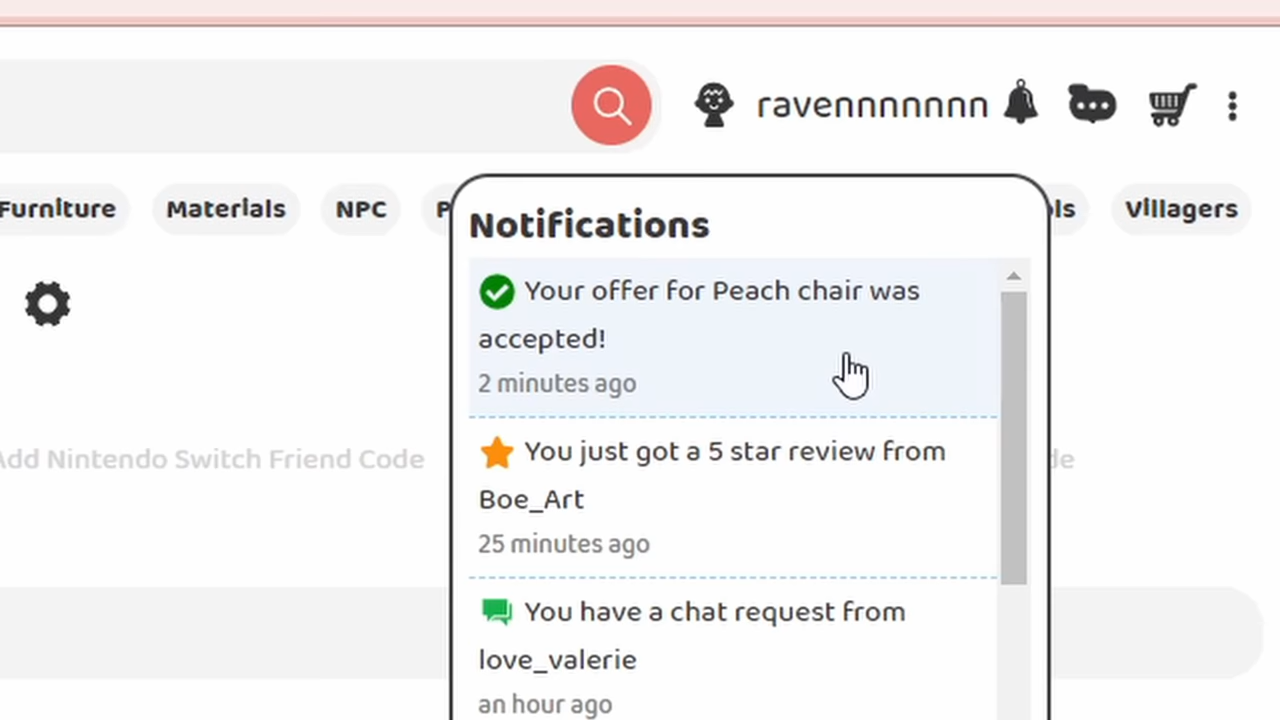 ravennnnnnn
Furniture Materials NPC P ls Villagers
Notifications
Your offer for Peach chair was
accepted!
2 minutes ago
Add Nintendo Switch Friend Code de
You just got a 5 star review from
Boe_Art
25 minutes ago
You have a chat request from
love_valerie
an hour ago